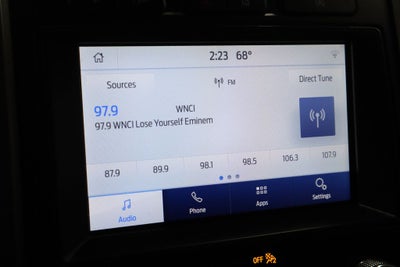 2:23 68°
Sources
FM
Direct Tune
97.9 WNCI
97.9 WNCI Lose Yourself Eminem
87.9 89.9 98.1 98.5 106.3 107.9
Audio Phone Apps Settings
OFF 2